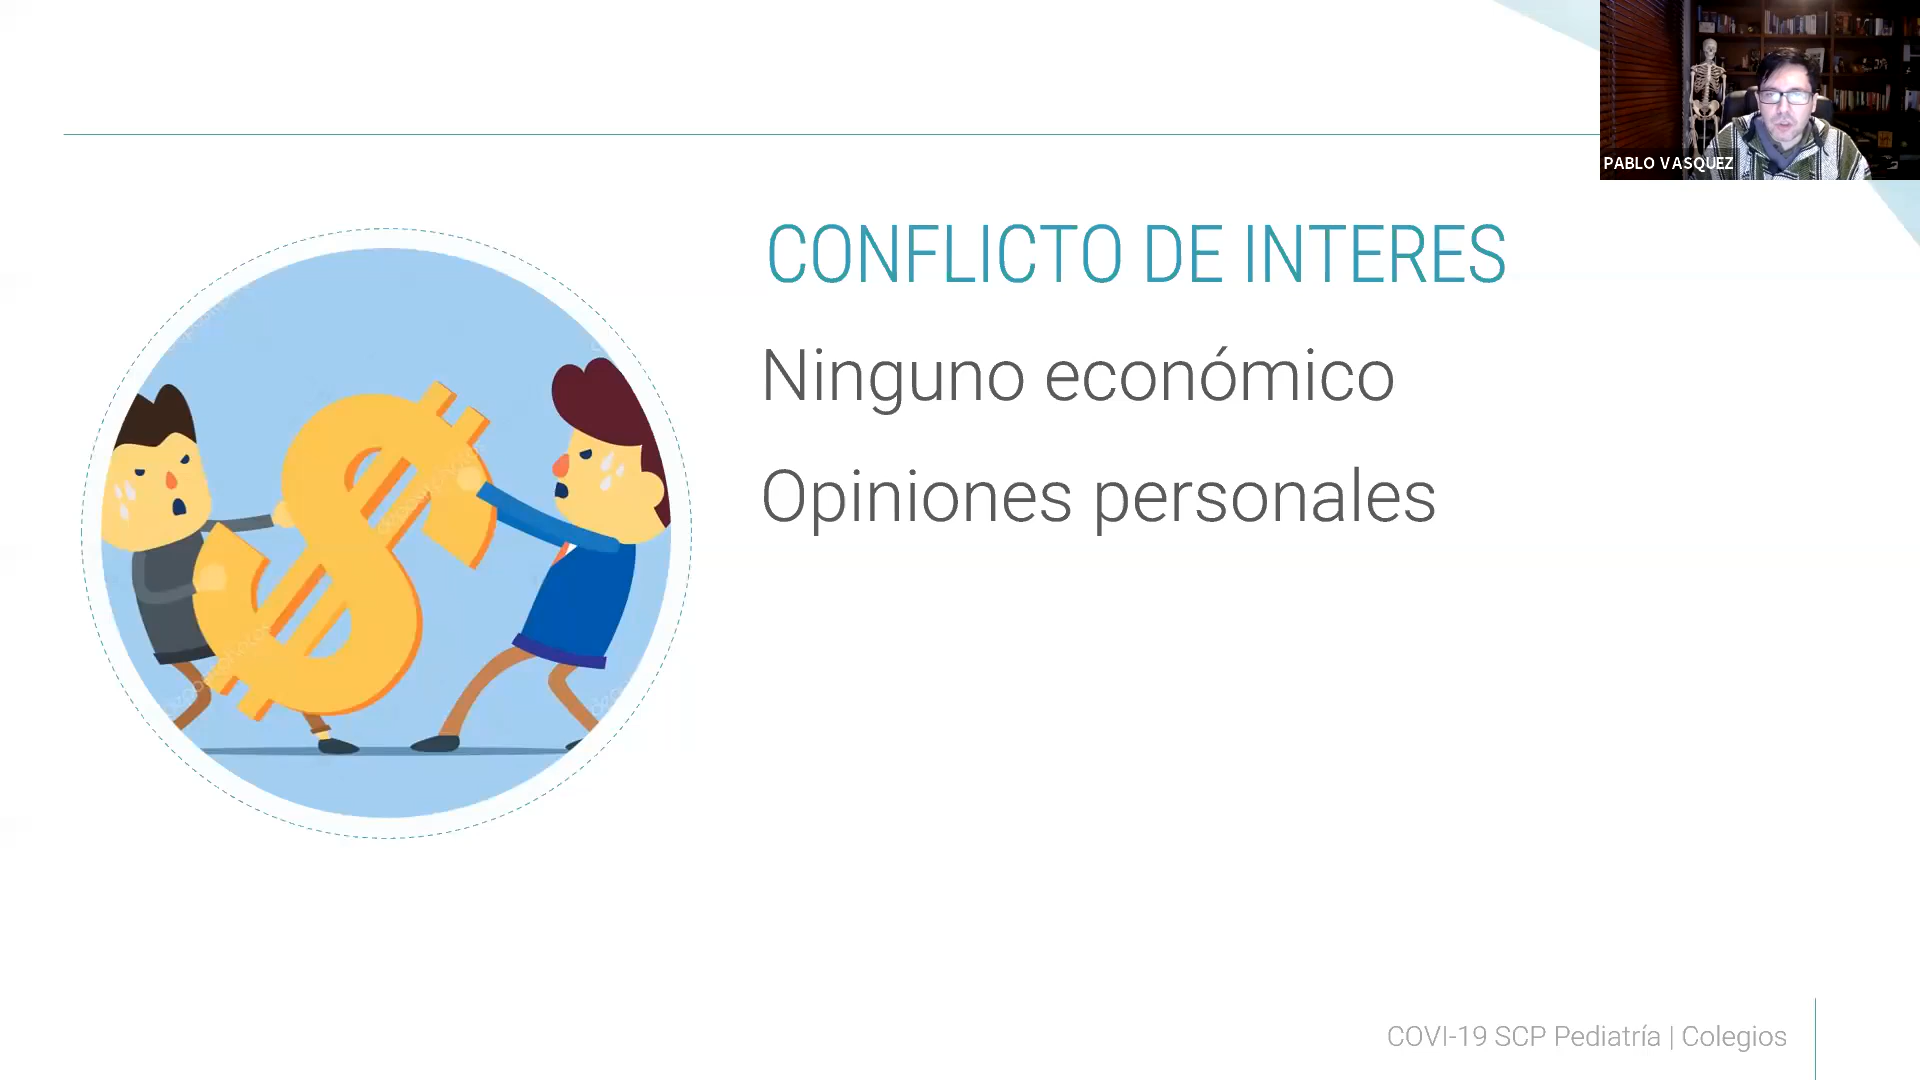 PABLO VASQUEZ
CONFLICTO DE INTERES
Ninguno económico
Opiniones personales
COVI-19 SCP Pediatría | Colegios